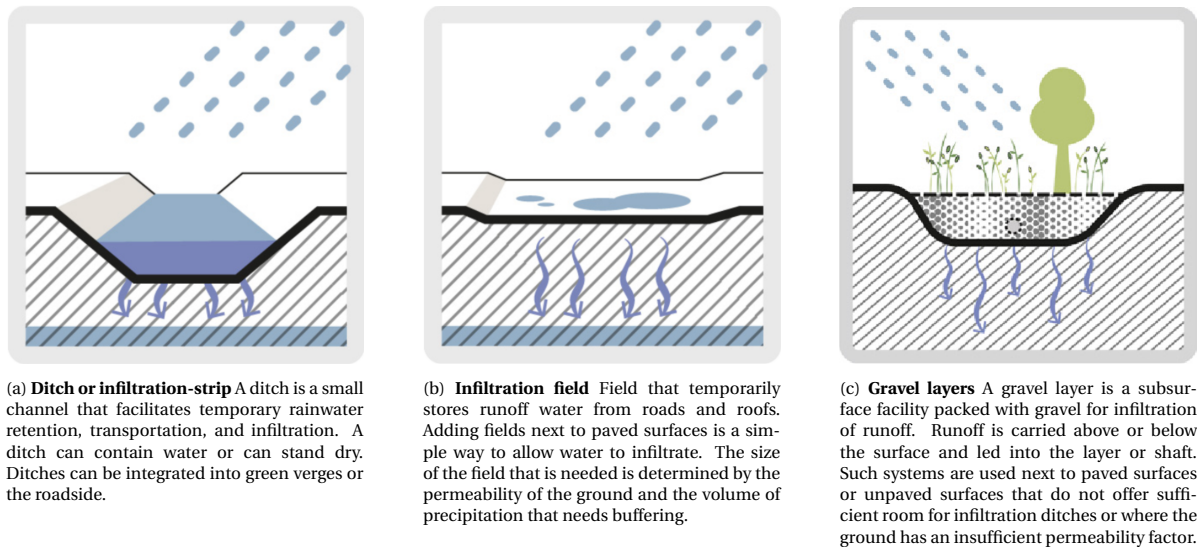 (a) Ditch or infiltration-strip A ditch is a small
channel that facilitates temporary rainwater
retention, transportation, and infiltration. A
ditch can contain water or can stand dry.
Ditches can be integrated into green verges or
the roadside.
(b) Infiltration field Field that temporarily
stores runoff water from roads and roofs.
Adding fields next to paved surfaces is a sim-
ple way to allow water to infiltrate. The size
of the field that is needed is determined by the
permeability of the ground and the volume of
precipitation that needs buffering.
(c) Gravel layers A gravel layer is a subsur-
face facility packed with gravel for infiltration
of runoff. Runoff is carried above or below
the surface and led into the layer or shaft.
Such systems are used next to paved surfaces
or unpaved surfaces that do not offer suffi-
cient room for infiltration ditches or where the
ground has an insufficient permeability factor.